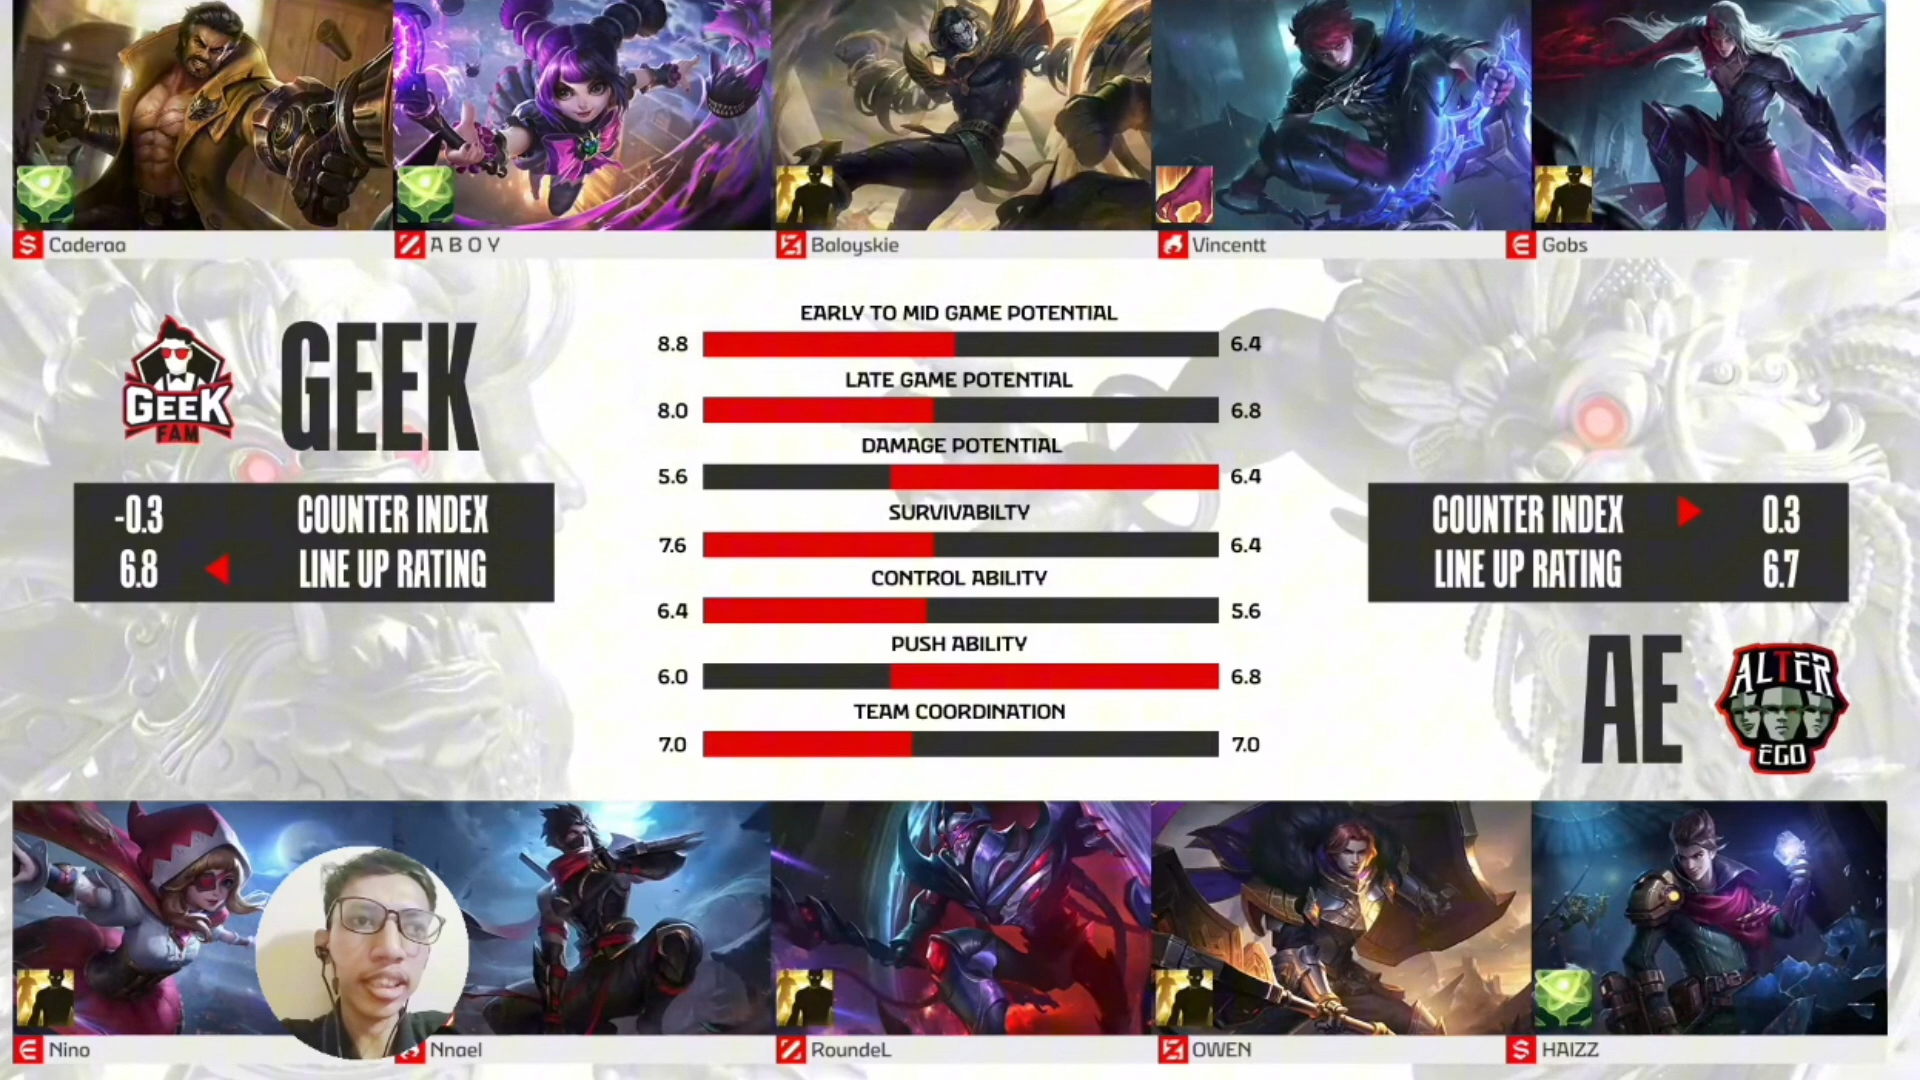 Caderaa
A B O Y
Baloyskie
Vincentt
Gobs
EARLY TO MID GAME POTENTIAL
8.8 6.4
LATE GAME POTENTIAL
8.0 6.8
DAMAGE POTENTIAL
5.6 6.4
SURVIVABILTY
7.6 6.4
CONTROL ABILITY
6.4 5.6
PUSH ABILITY
6.0 6.8
TEAM COORDINATION
7.0 7.0
GEEK
FAM
GEEK
-0.3 COUNTER INDEX
6.8 LINE UP RATING
COUNTER INDEX 0.3
LINE UP RATING 6.7
AE
ALTER
EGO
Nino
Nnael
RoundeL
OWEN
HAIZZ